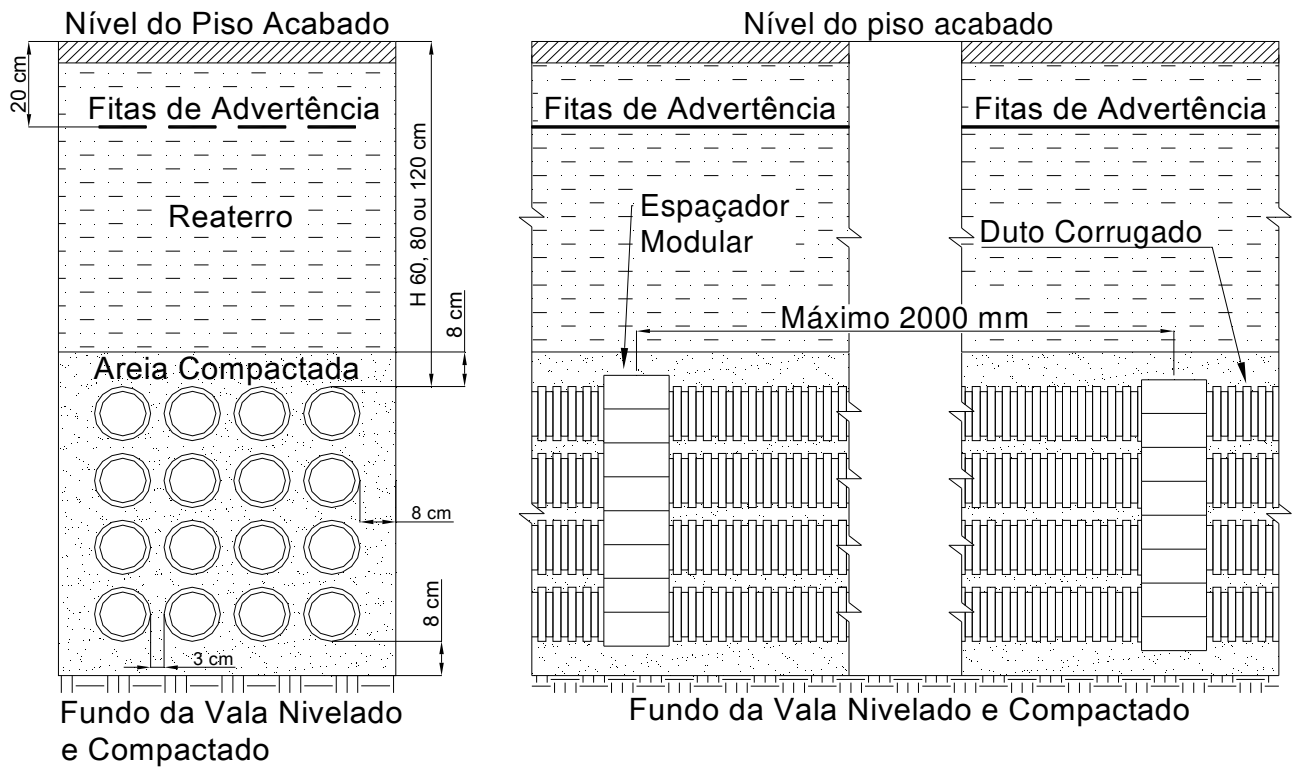 Nível do Piso Acabado
20 cm
Fitas de Advertência
H 60, 80 ou 120 cm
Reaterro
8 cm
Areia Compactada
8 cm
8 cm
3 cm
Fundo da Vala Nivelado
e Compactado
Nível do piso acabado
Fitas de Advertência
Fitas de Advertência
Espaçador
Modular
Duto Corrugado
Máximo 2000 mm
Fundo da Vala Nivelado e Compactado